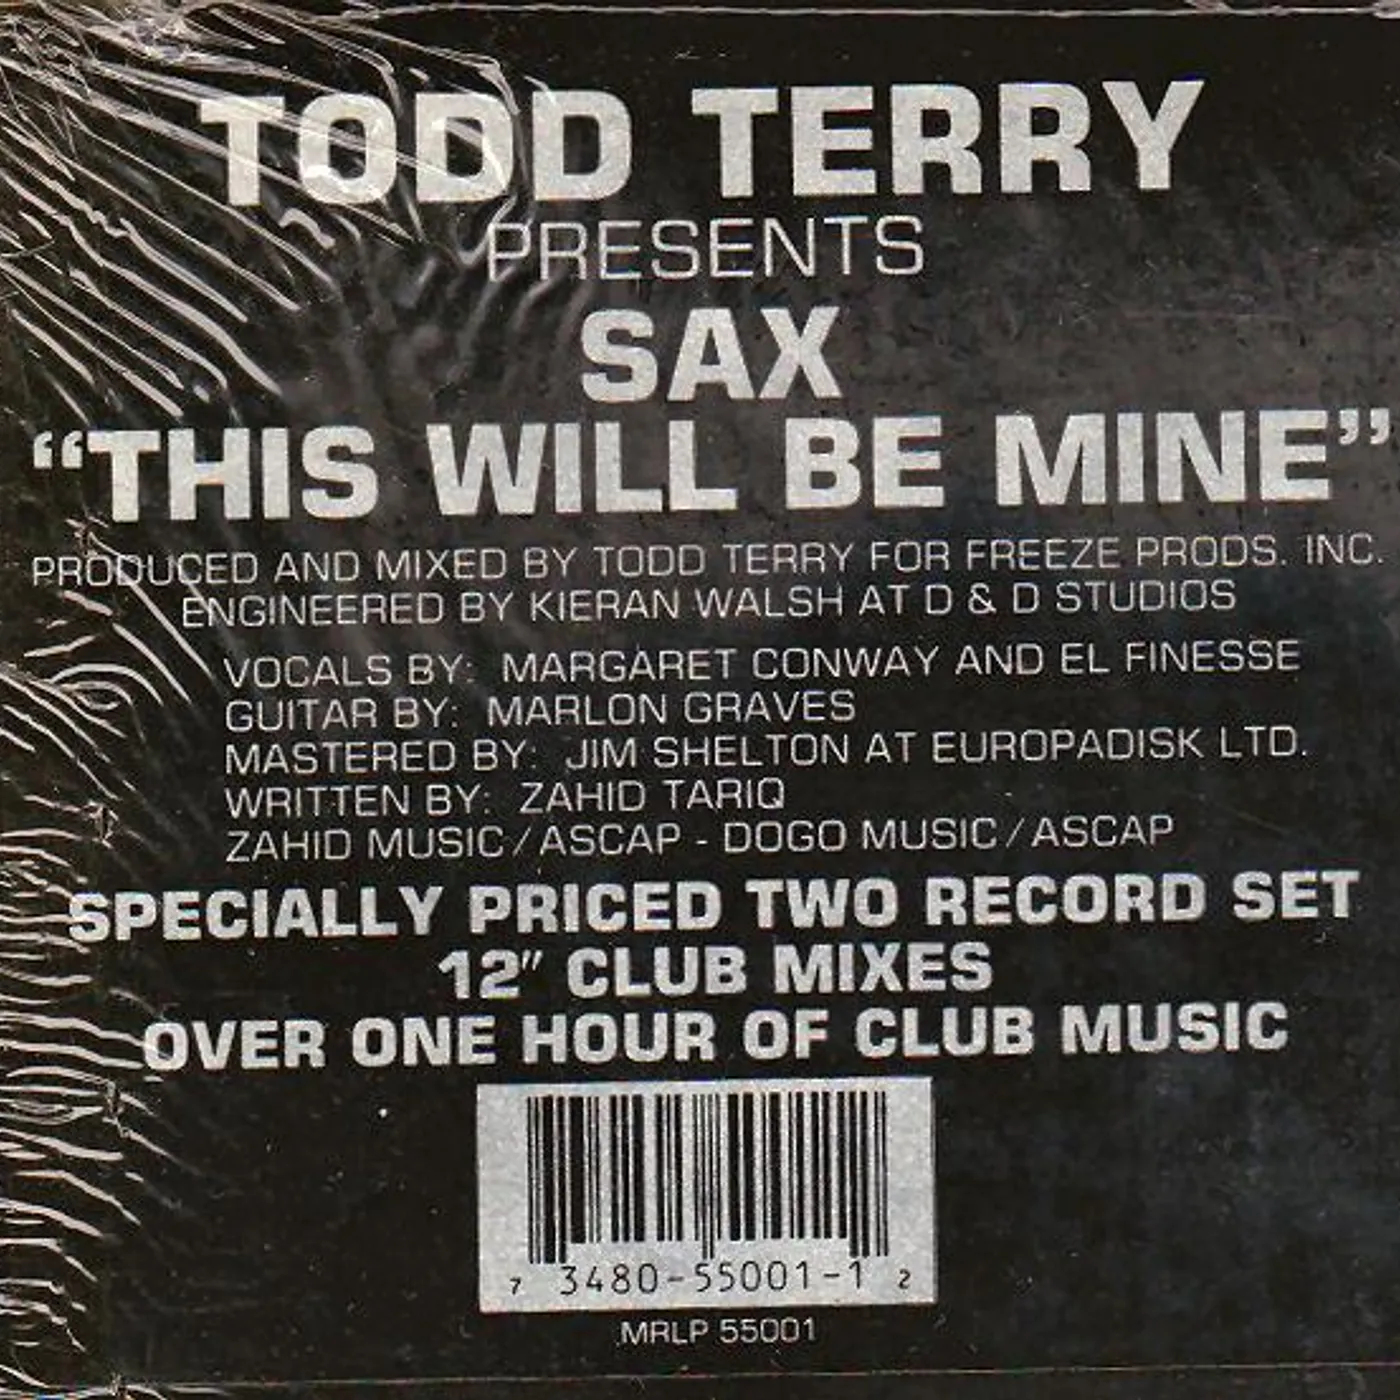 TODD TERRY
PRESENTS
SAX
“THIS WILL BE MINE”
PRODUCED AND MIXED BY TODD TERRY FOR FREEZE PRODS. INC.
ENGINEERED BY KIERAN WALSH AT D & D STUDIOS
VOCALS BY: MARGARET CONWAY AND EL FINESSE
GUITAR BY: MARLON GRAVES
MASTERED BY: JIM SHELTON AT EUROPADISK LTD.
WRITTEN BY: ZAHID TARIQ
ZAHID MUSIC/ASCAP - DOGO MUSIC/ASCAP
SPECIALLY PRICED TWO RECORD SET
12" CLUB MIXES
OVER ONE HOUR OF CLUB MUSIC
7 3480-55001-1 2
MRLP 55001